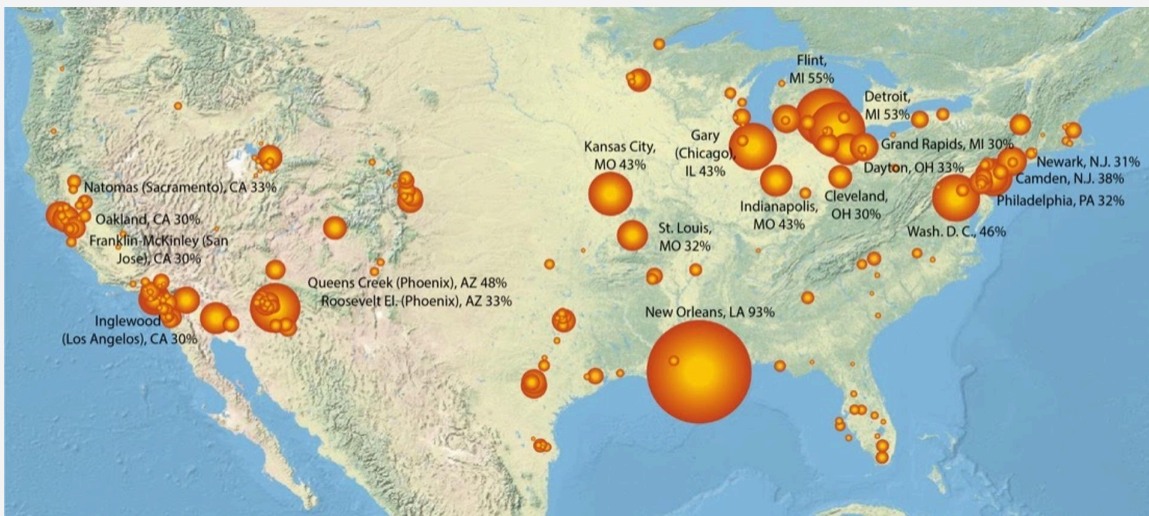 Flint,
MI 55%
Detroit,
MI 53%
Grand Rapids, MI 30%
Dayton, OH 33%
Newark, N.J. 31%
Camden, N.J. 38%
Philadelphia, PA 32%
Wash. D. C., 46%
Cleveland,
OH 30%
Indianapolis,
MO 43%
Gary
(Chicago),
IL 43%
Kansas City,
MO 43%
St. Louis,
MO 32%
New Orleans, LA 93%
Natomas (Sacramento), CA 33%
Oakland, CA 30%
Franklin-McKinley (San
Jose), CA 30%
Queens Creek (Phoenix), AZ 48%
Roosevelt El. (Phoenix), AZ 33%
Inglewood
(Los Angelos), CA 30%